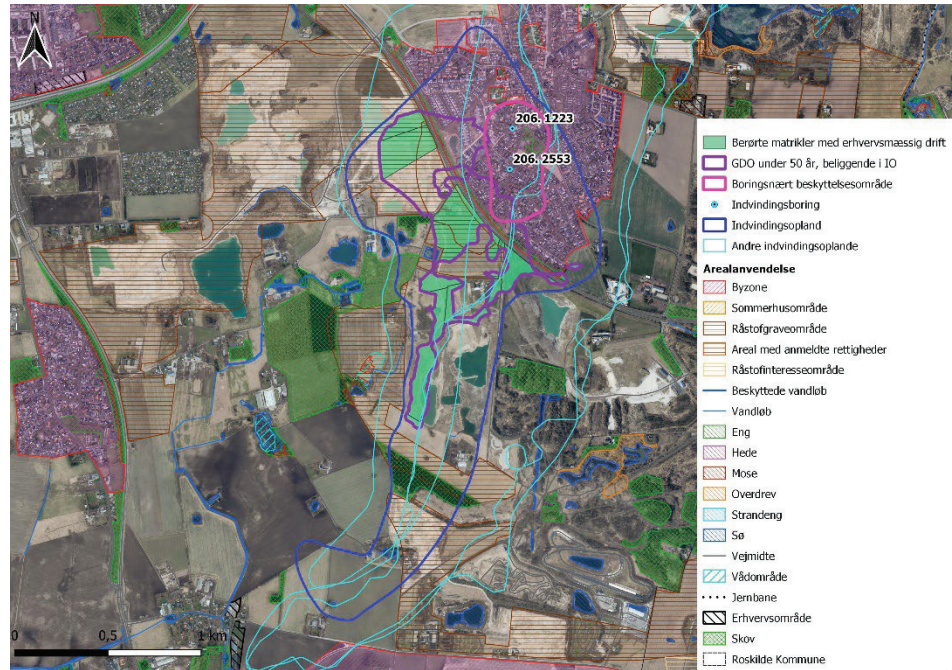 N
206. 1223
206. 2553
0 0,5 1 km
Berørte matrikler med erhvervsmæssig drift
GDO under 50 år, beliggende i IO
Boringsnært beskyttelsesområde
Indvindingsboring
Indvindingsopland
Andre indvindingsoplande
Arealanvendelse
Byzone
Sommerhusområde
Råstofgraveområde
Areal med anmeldte rettigheder
Råstofinteresseområde
Beskyttede vandløb
Vandløb
Eng
Hede
Mose
Overdrev
Strandeng
Sø
Vejmidte
Vådområde
Jernbane
Erhvervsområde
Skov
Roskilde Kommune